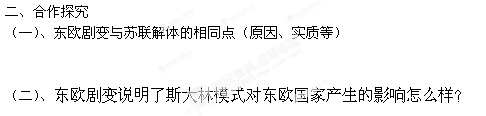 二、合作探究
（一）、东欧剧变与苏联解体的相同点（原因、实质等）
（二）、东欧剧变说明了斯大林模式对东欧国家产生的影响怎么样？